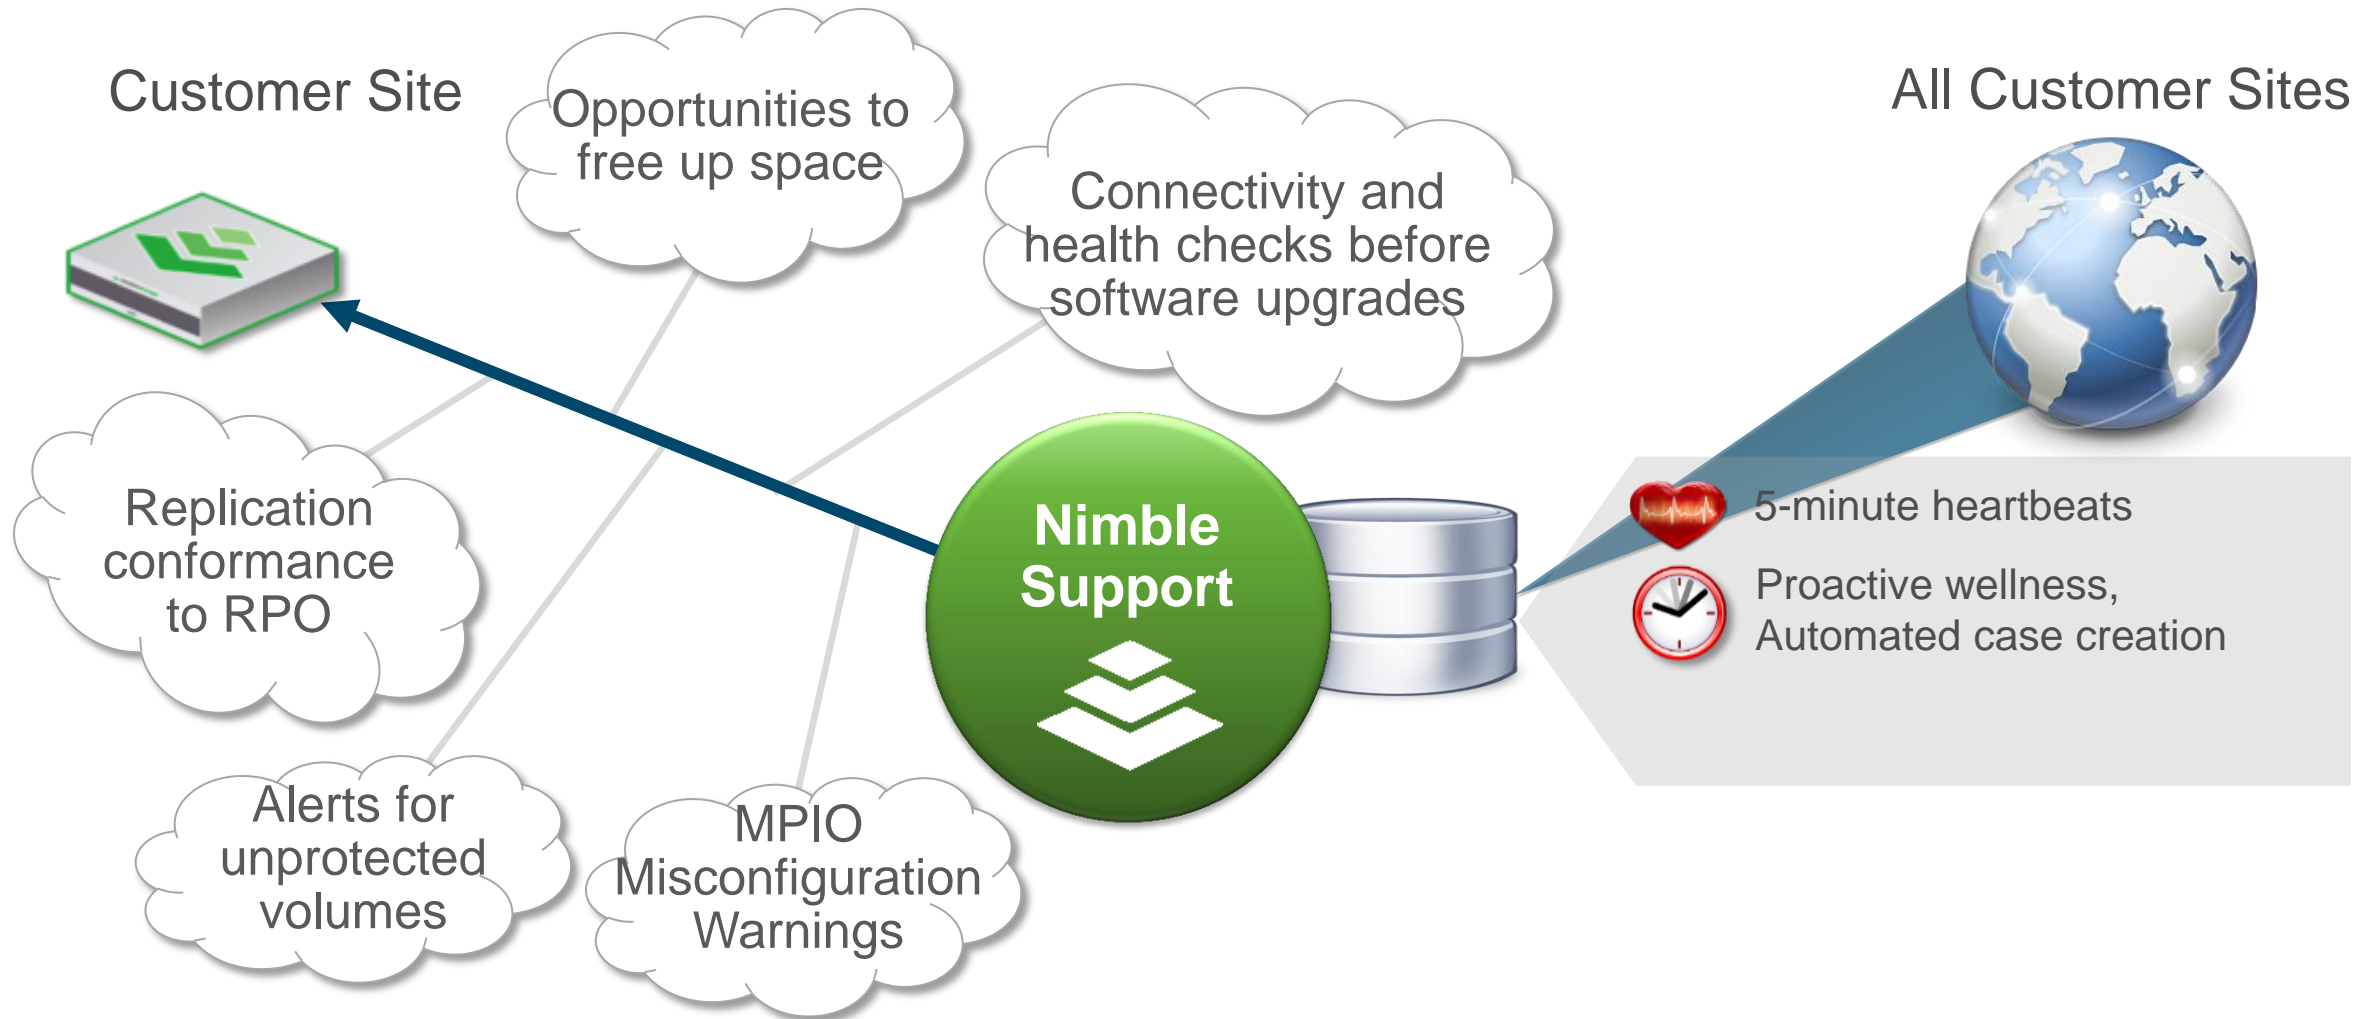 Customer Site
Opportunities to
free up space
Connectivity and
health checks before
software upgrades
All Customer Sites
Replication
conformance
to RPO
Nimble
Support
5-minute heartbeats
Proactive wellness,
Automated case creation
Alerts for
unprotected
volumes
MPIO
Misconfiguration
Warnings